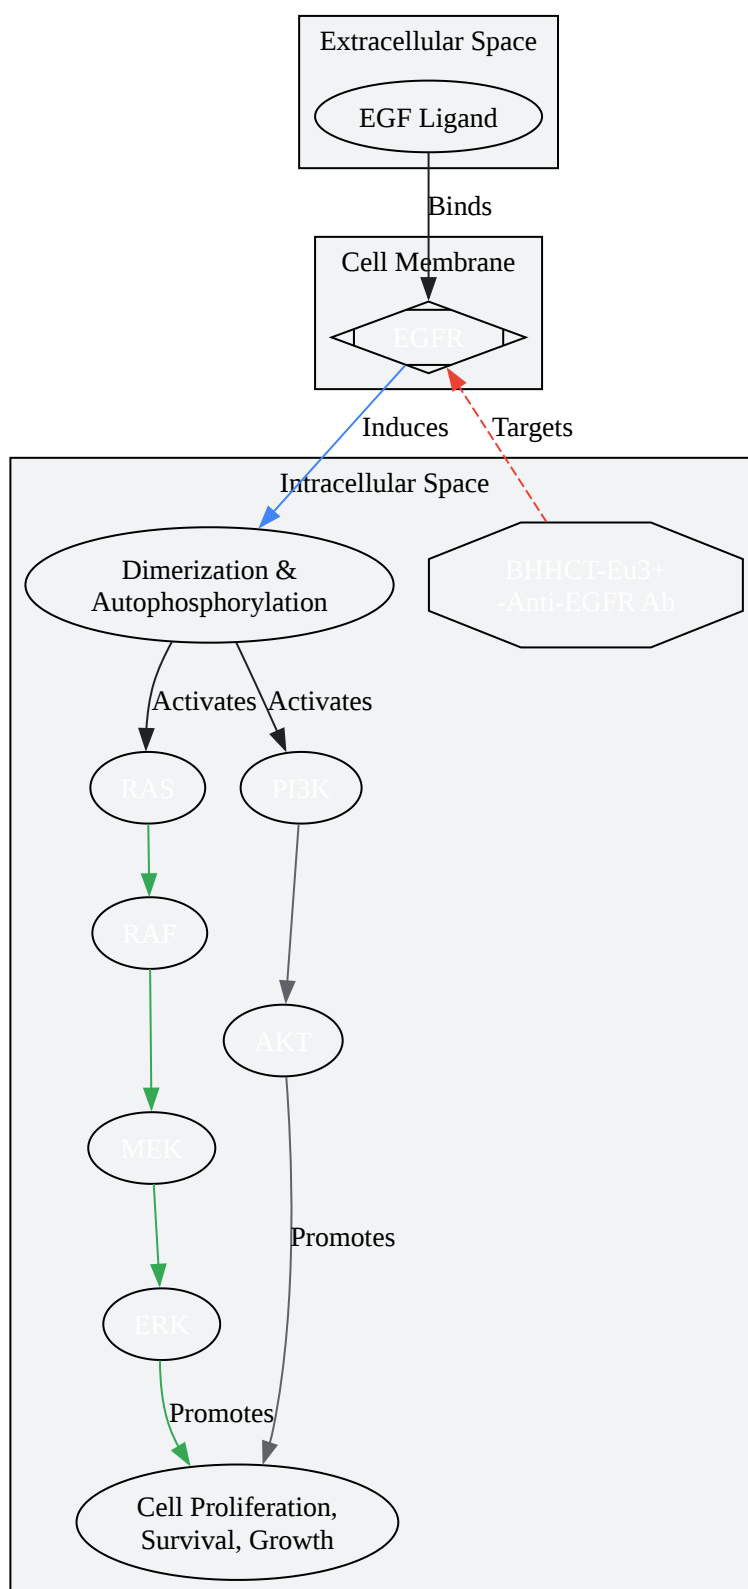 Extracellular Space
EGF Ligand
Binds
Cell Membrane
EGFR
Induces
Targets
Intracellular Space
Dimerization &
Autophosphorylation
BHHCT-Eu3+
-Anti-EGFR Ab
Activates
Activates
RAS
PI3K
RAF
AKT
MEK
Promotes
ERK
Promotes
Cell Proliferation,
Survival, Growth